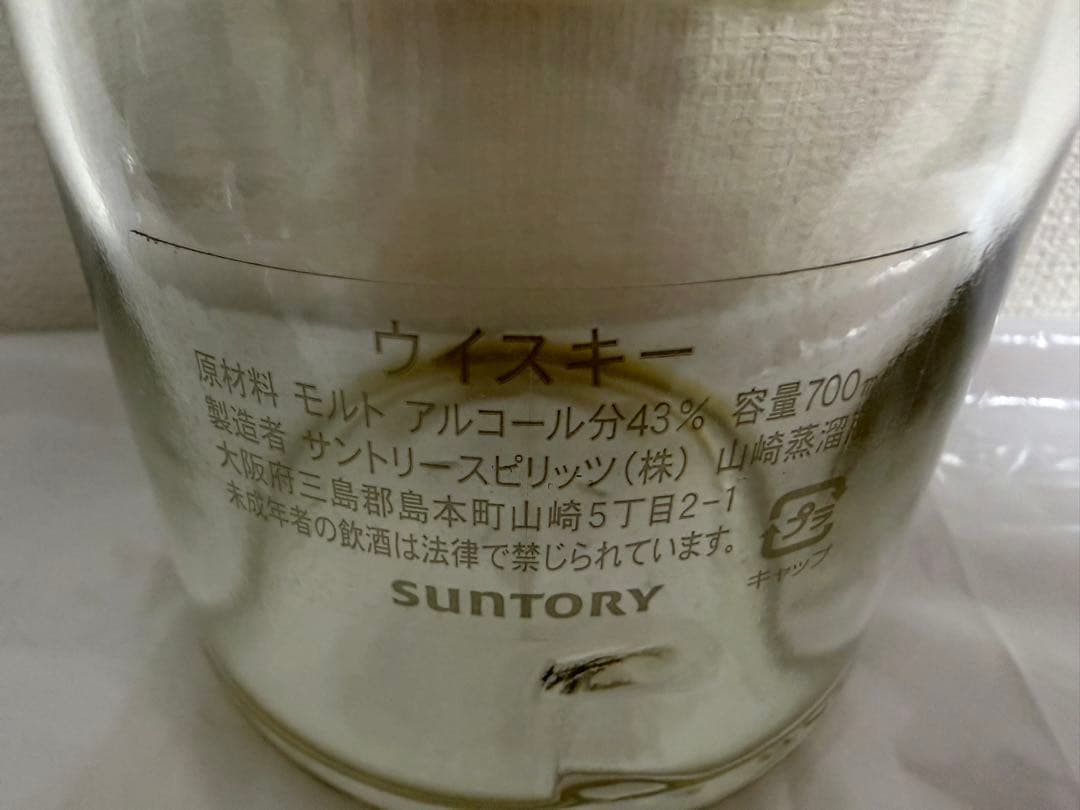 ウイスキー
原材料 モルト アルコール分43% 容量700m
製造者 サントリースピリッツ(株) 山崎蒸溜
大阪府三島郡島本町山崎5丁目2-1
未成年者の飲酒は法律で禁じられています。
プラ
キャップ
SUNTORY